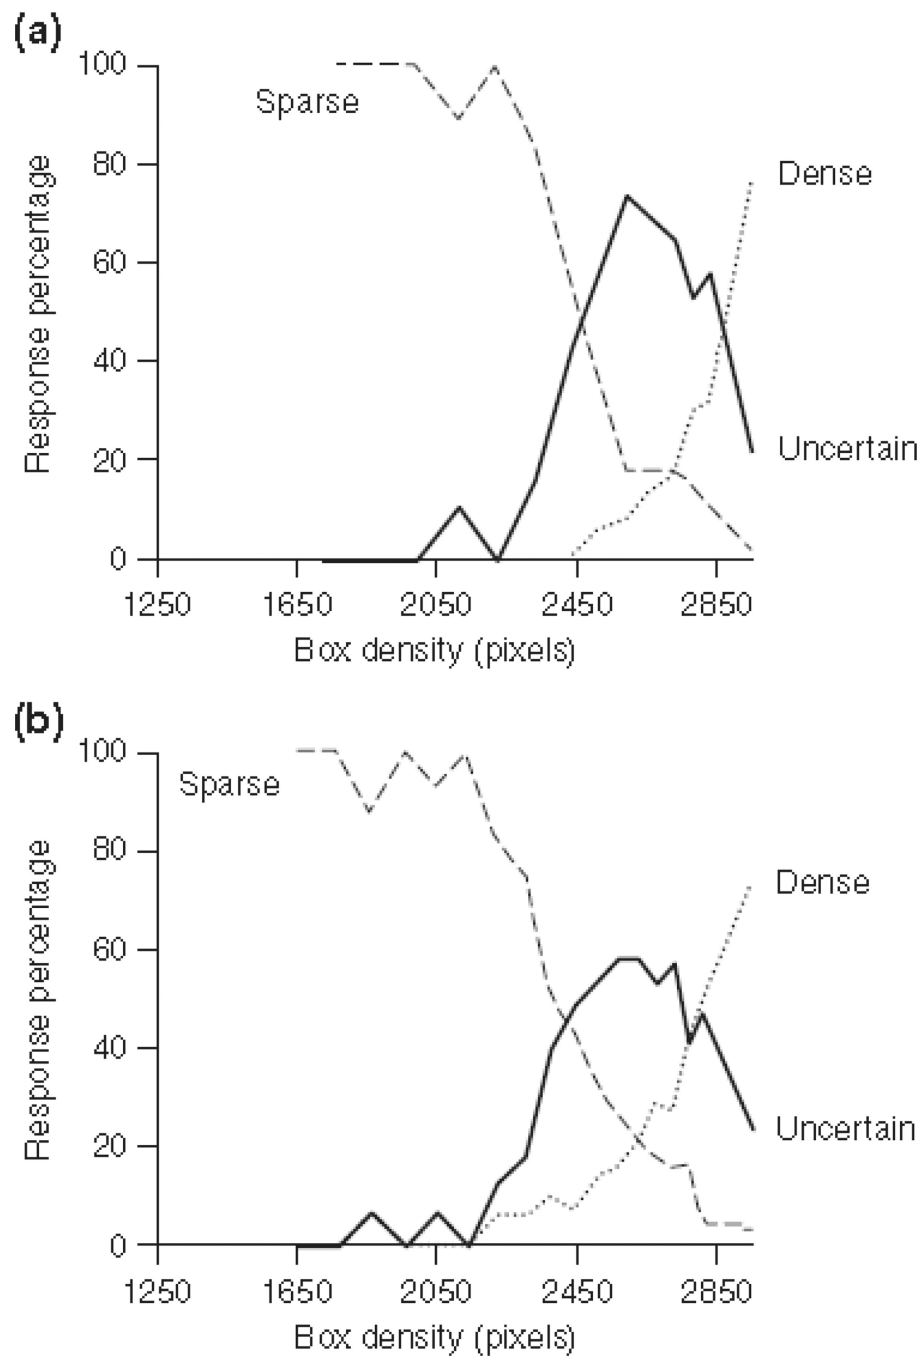 (a)
100
Sparse
80
Dense
60
40
20
Uncertain
0
1250 1650 2050 2450 2850
Box density (pixels)
Response percentage
(b)
100
Sparse
80
Dense
60
40
20
Uncertain
0
1250 1650 2050 2450 2850
Box density (pixels)
Response percentage